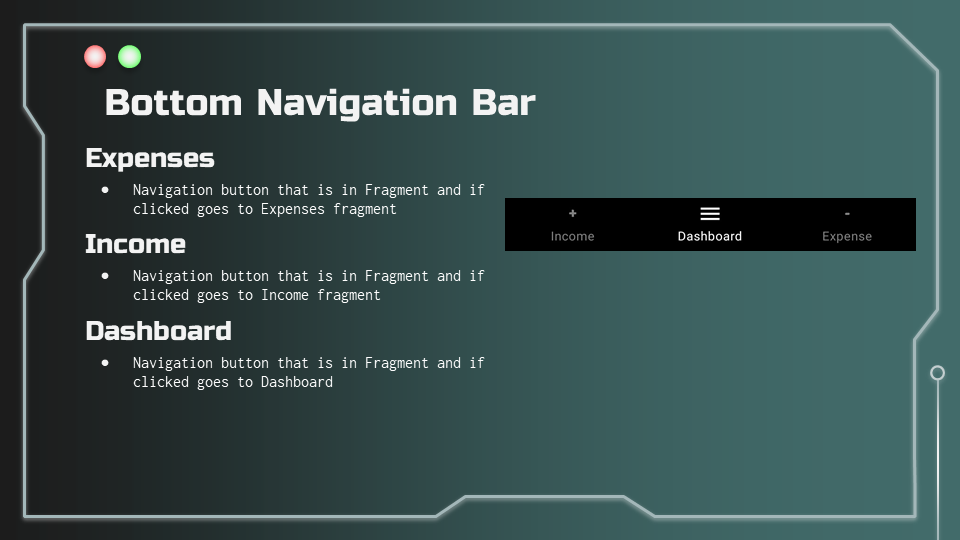 Bottom Navigation Bar
Expenses
● Navigation button that is in Fragment and if
clicked goes to Expenses fragment
Income
● Navigation button that is in Fragment and if
clicked goes to Income fragment
Dashboard
● Navigation button that is in Fragment and if
clicked goes to Dashboard
+ -
Income Dashboard Expense